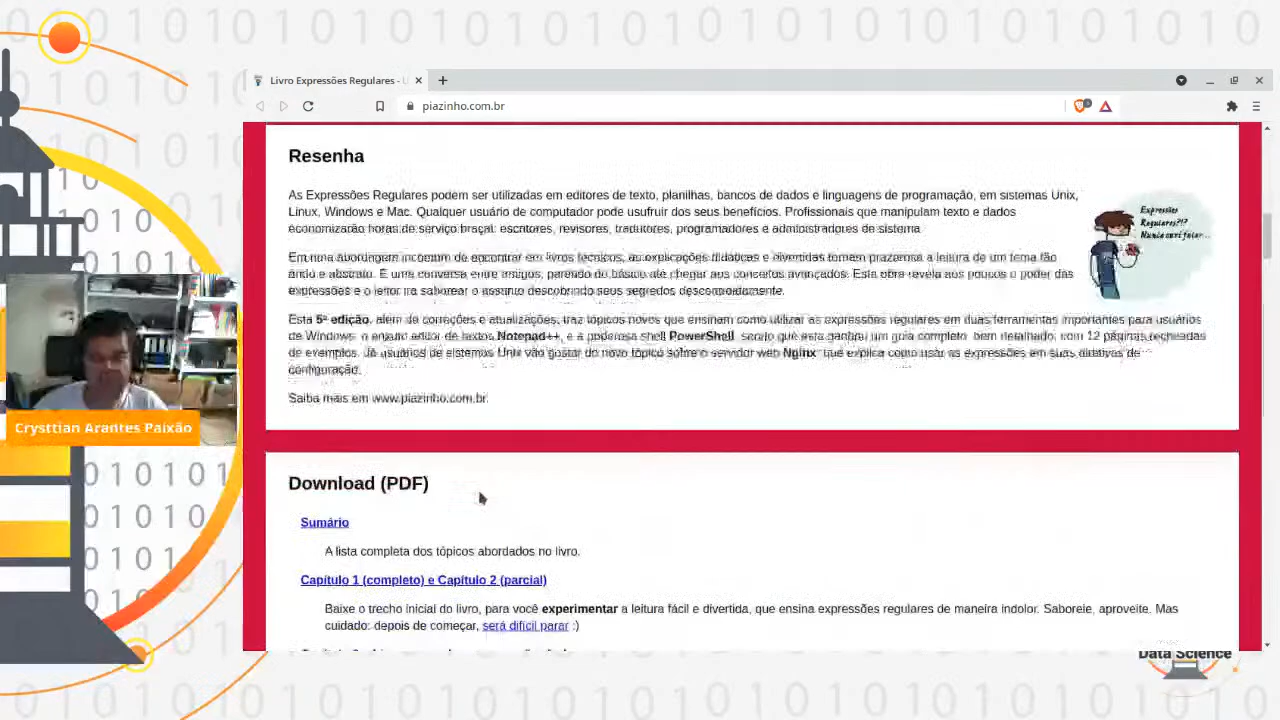 Livro Expressões Regulares - U
piazinho.com.br
Resenha
As Expressões Regulares podem ser utilizadas em editores de texto, planilhas, bancos de dados e linguagens de programação, em sistemas Unix,
Linux, Windows e Mac. Qualquer usuário de computador pode usufruir dos seus benefícios. Profissionais que manipulam texto e dados
economizarão horas de serviço braçal: escritores, revisores, tradutores, programadores e administradores de sistema
Em uma abordagem incomum de encontrar em livros técnicos, as explicações didáticas e divertidas tornam prazerosa a leitura de um tema tão
árido e abstrato. É uma conversa entre amigos, partindo do básico até chegar aos conceitos avançados. Esta obra revela aos poucos o poder das
expressões e o leitor irá saborear o assunto descobrindo seus segredos
Esta 5ª edição, além de correções e atualizações, traz tópicos novos que ensinam como utilizar as expressões regulares em duas ferramentas importantes para usuários
de Windows: o editor de textos Notepad++, e a poderosa shell PowerShell sendo que esta ganhou um guia completo bem detalhado, com 12 páginas recheadas
de exemplos. Já usuários de sistemas Unix vão gostar do novo tópico sobre o servidor web Nginx que explica como usar as expressões em suas diretivas de
configuração.
Saiba mais em www.piazinho.com.br.
Expressões
Regulares?!?
Nunca ouvi falar...
Download (PDF)
Sumário
A lista completa dos tópicos abordados no livro.
Capítulo 1 (completo) e Capítulo 2 (parcial)
Baixe o trecho inicial do livro, para você experimentar a leitura fácil e divertida, que ensina expressões regulares de maneira indolor. Saboreie, aproveite. Mas
cuidado: depois de começar, será difícil parar :)
Crysttian Arantes Paixão
Data Science